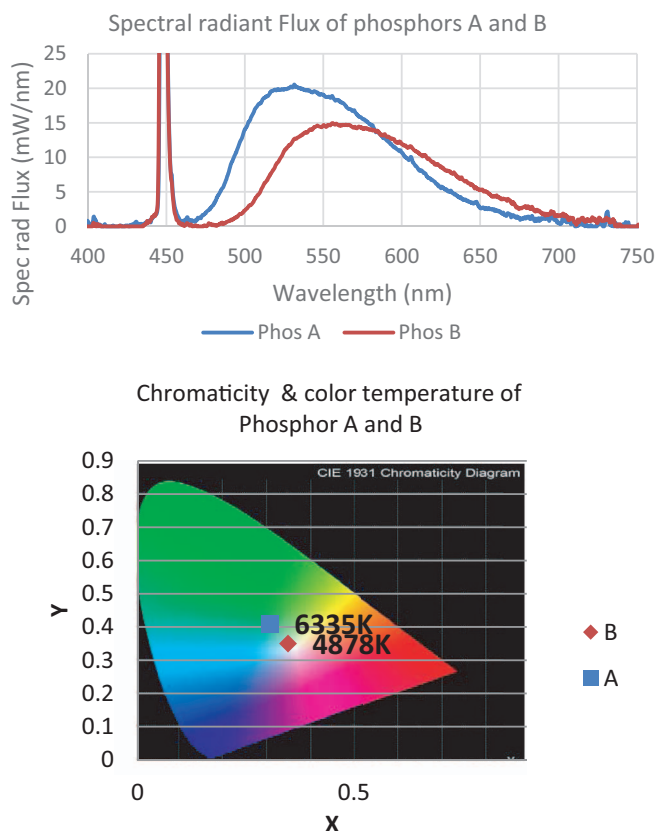 Spectral radiant Flux of phosphors A and B
Spec rad Flux (mW/nm)
25
20
15
10
5
0
400 450 500 550 600 650 700 750
Wavelength (nm)
Phos A Phos B
Chromaticity & color temperature of
Phosphor A and B
CIE 1931 Chromaticity Diagram
Y
0.9
0.8
0.7
0.6
0.5
0.4
0.3
0.2
0.1
0
6335K
4878K
B
A
0 0.5
X